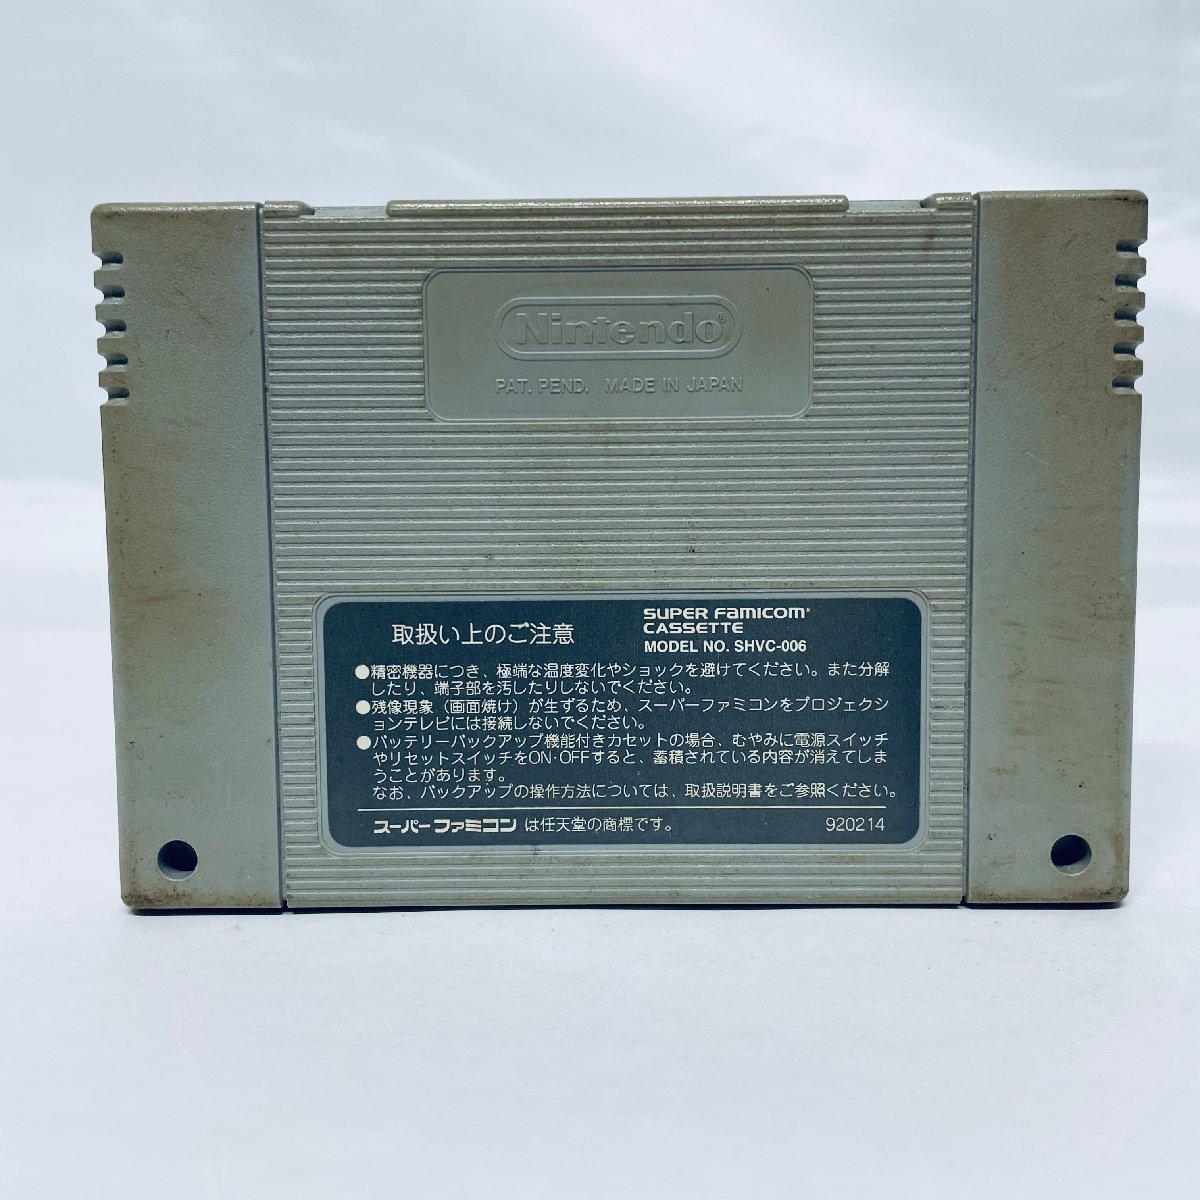 Nintendo®
PAT. PEND. MADE IN JAPAN
取扱い上のご注意
SUPER FAMICOM
CASSETTE
MODEL NO. SHVC-006
●精密機器につき、極端な温度変化やショックを避けてください。また分解
したり、端子部を汚したりしないでください。
●残像現象（画面焼け）が生ずるため、スーパーファミコンをプロジェクシ
ョンテレビには接続しないでください。
●バッテリーバックアップ機能付きカセットの場合、むやみに電源スイッチ
やリセットスイッチをON·OFFすると、蓄積されている内容が消えてしま
うことがあります。
なお、バックアップの操作方法については、取扱説明書をご参照ください。
スーパーファミコン は任天堂の商標です。 920214